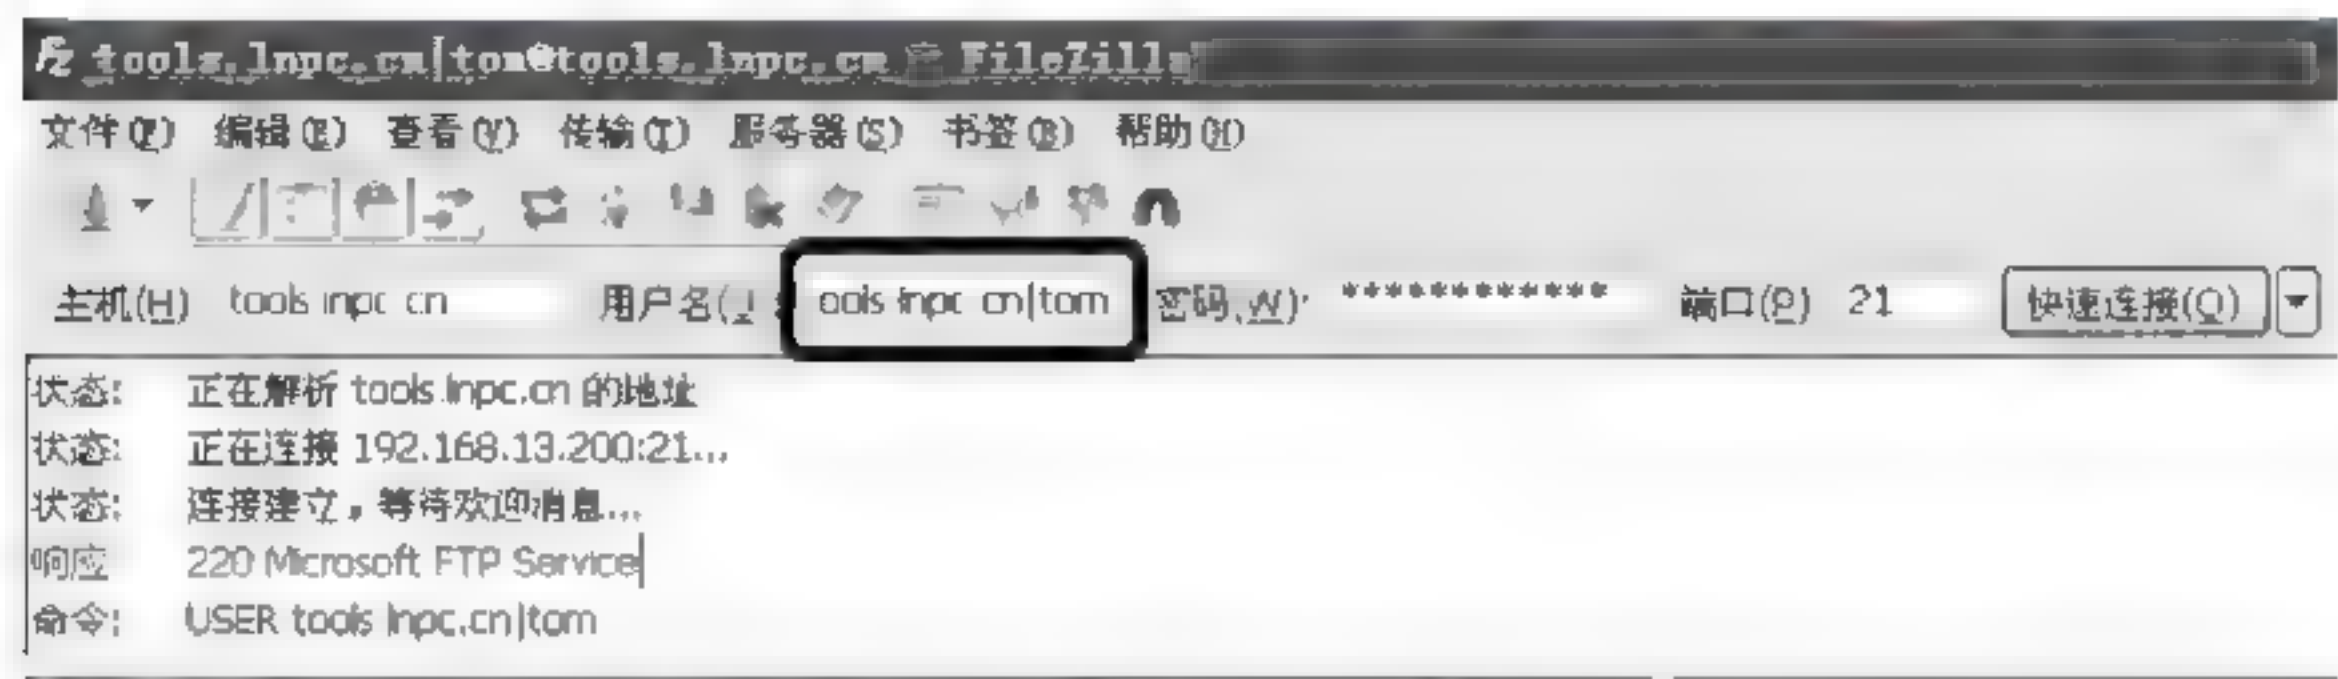 tools.lnpc.cn|tom@tools.lnpc.cn FileZilla
文件(F) 编辑(E) 查看(V) 传输(T) 服务器(S) 书签(B) 帮助(H)
主机(H) tools lnpc cn 用户名( ools lnpc cn|tom 密码(W): ************ 端口(P) 21 快速连接(Q)
状态: 正在解析 tools.lnpc.cn 的地址
状态: 正在连接 192.168.13.200:21...
状态: 连接建立，等待欢迎消息...
响应 220 Microsoft FTP Service
命令: USER tools lnpc.cn|tom